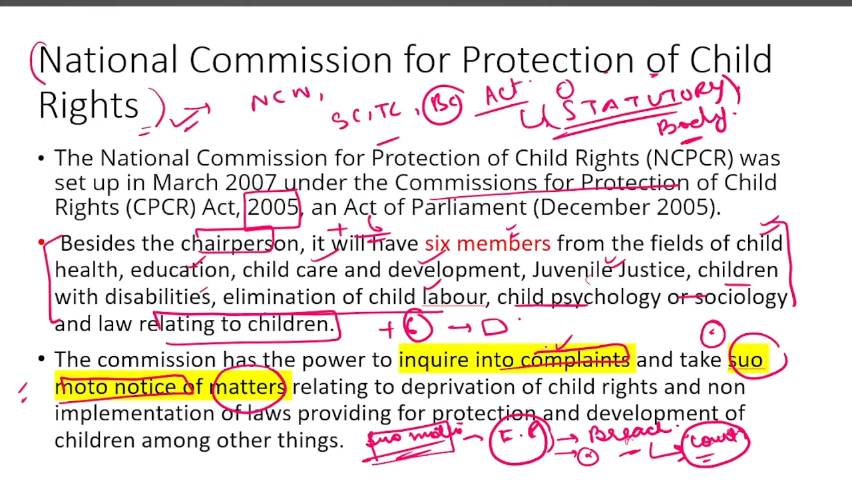 National Commission for Protection of Child
Rights
NCW,
SC, TC
BC
Act
STATUTORY
Body.
• The National Commission for Protection of Child Rights (NCPCR) was
set up in March 2007 under the Commissions for Protection of Child
Rights (CPCR) Act, 2005, an Act of Parliament (December 2005).
+ 6
• Besides the chairperson, it will have six members from the fields of child
health, education, child care and development, Juvenile Justice, children
with disabilities, elimination of child labour, child psychology or sociology
and law relating to children.
+ 6 → D
• The commission has the power to inquire into complaints and take suo
moto notice of matters relating to deprivation of child rights and non
implementation of laws providing for protection and development of
children among other things.
suo moto
E.P
→ Breach
Court